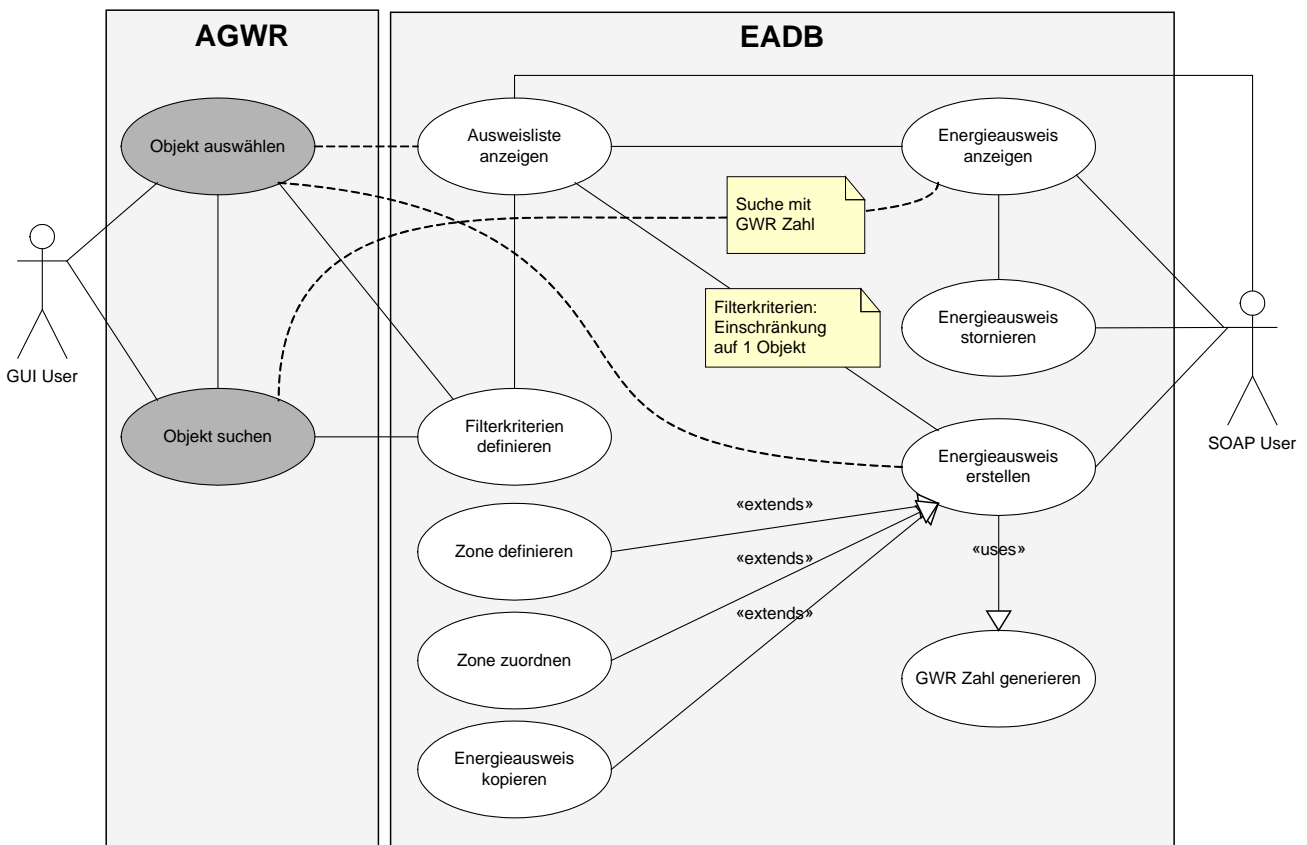 AGWR
EADB
Objekt auswählen
Ausweisliste
anzeigen
Energieausweis
anzeigen
Suche mit
GWR Zahl
Filterkriterien:
Einschränkung
auf 1 Objekt
Energieausweis
stornieren
GUI User
SOAP User
Objekt suchen
Filterkriterien
definieren
Energieausweis
erstellen
«extends»
Zone definieren
«extends»
«uses»
«extends»
Zone zuordnen
GWR Zahl generieren
Energieausweis
kopieren